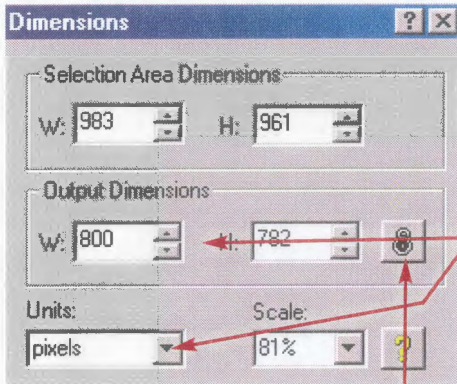 Dimensions ? ×
Selection Area Dimensions
W: 983 H: 961
Output Dimensions
W: 800 H: 782
Units: Scale:
pixels 81% ?